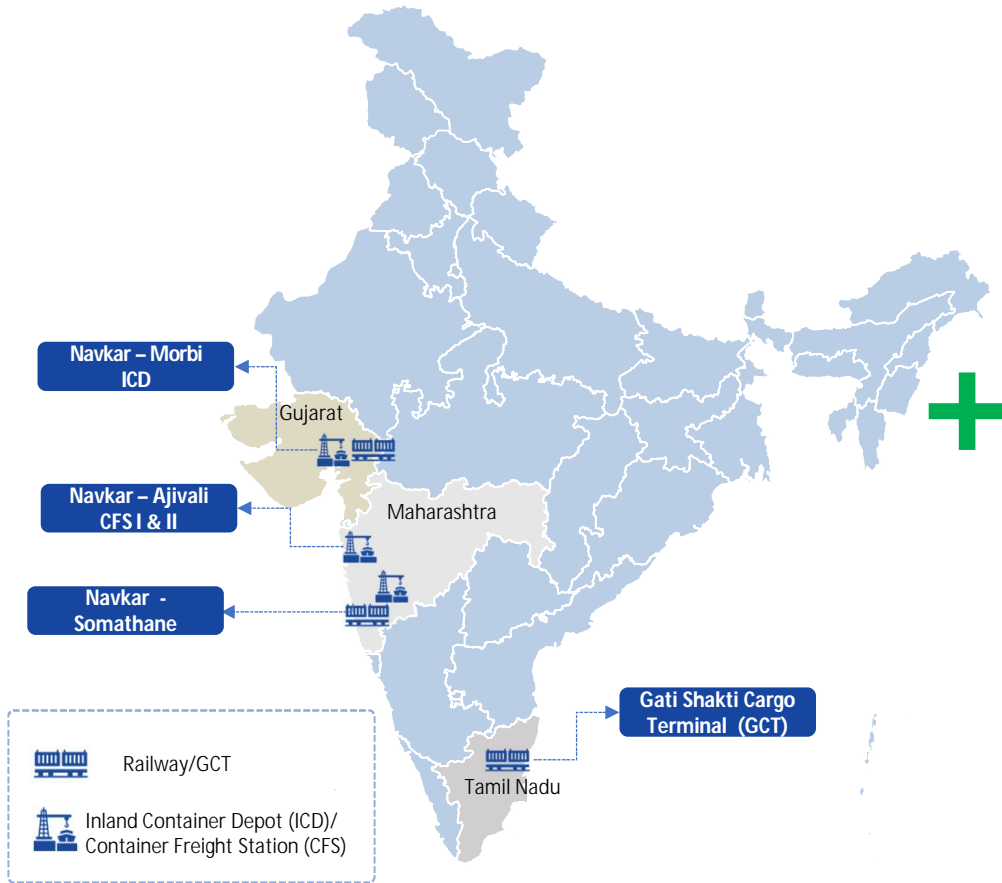 Navkar – Morbi
ICD
Gujarat
Navkar – Ajivali
CFS I & II
Maharashtra
Navkar -
Somathane
Gati Shakti Cargo
Terminal (GCT)
Tamil Nadu
Railway/GCT
Inland Container Depot (ICD)/
Container Freight Station (CFS)